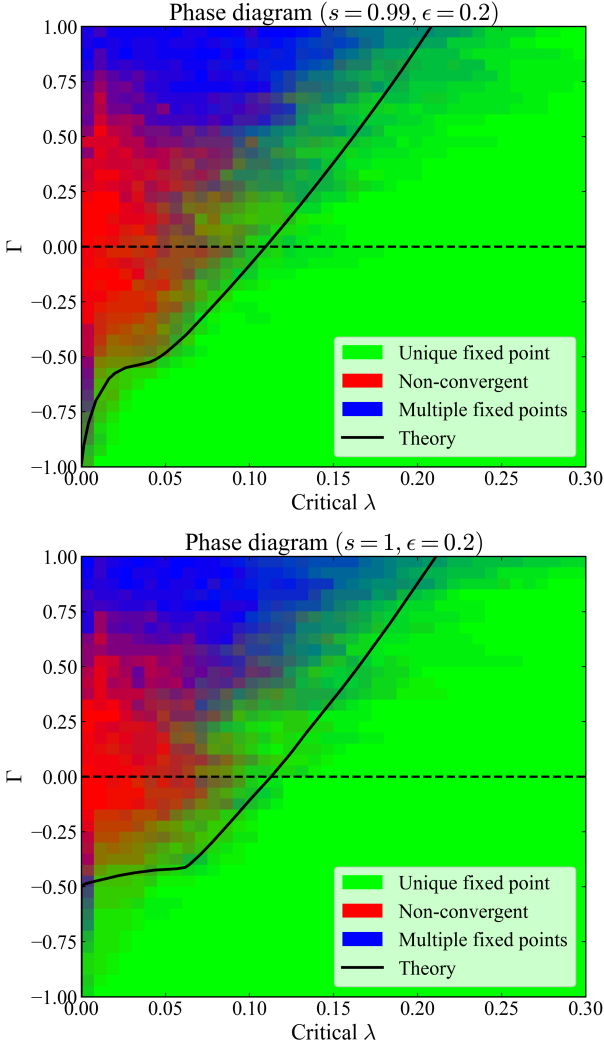 Phase diagram (s = 0.99, ϵ = 0.2)
1.00
0.75
0.50
0.25
0.00
−0.25
−0.50
−0.75
−1.00
Γ
Unique fixed point
Non-convergent
Multiple fixed points
Theory
0.00 0.05 0.10 0.15 0.20 0.25 0.30
Critical λ
Phase diagram (s = 1, ϵ = 0.2)
1.00
0.75
0.50
0.25
0.00
−0.25
−0.50
−0.75
−1.00
Γ
Unique fixed point
Non-convergent
Multiple fixed points
Theory
0.00 0.05 0.10 0.15 0.20 0.25 0.30
Critical λ